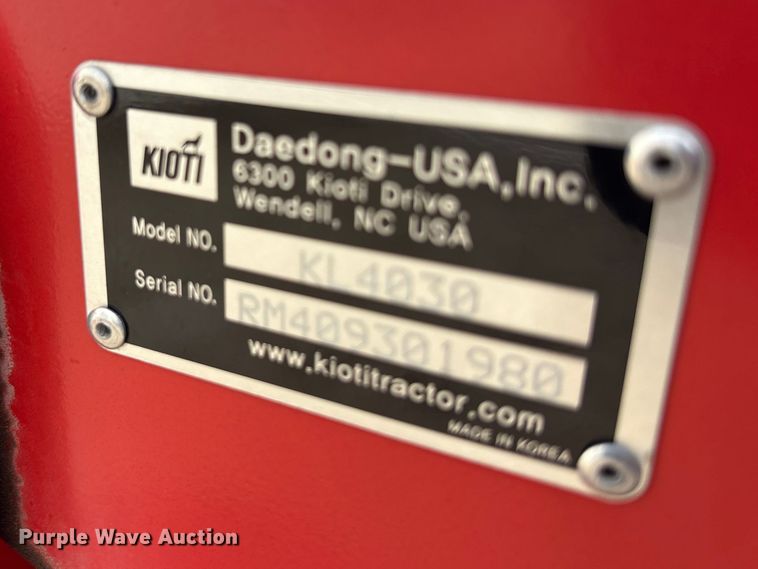 KIOTI
Daedong-USA,Inc.
6300 Kioti Drive,
Wendell, NC USA
Model NO. KL4030
Serial NO. RM409301980
www.kiotitractor.com
MADE IN KOREA
Purple Wave Auction